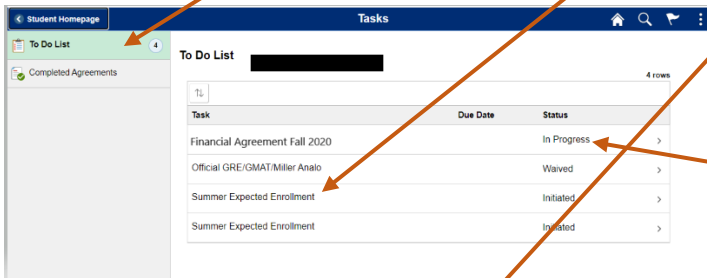 Student Homepage
Tasks
To Do List 4
Completed Agreements
To Do List
4 rows
Task Due Date Status
Financial Agreement Fall 2020 In Progress
Official GRE/GMAT/Miller Analo Waived
Summer Expected Enrollment Initiated
Summer Expected Enrollment Initiated